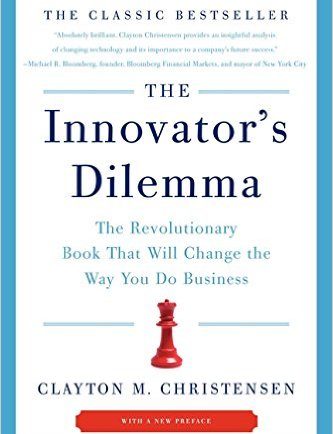 THE CLASSIC BESTSELLER
"Absolutely brilliant. Clayton Christensen provides an insightful analysis
of changing technology and its importance to a company's future success."
–Michael R. Bloomberg, founder, Bloomberg Financial Markets, and mayor of New York City
THE
Innovator's
Dilemma
The Revolutionary
Book That Will Change the
Way You Do Business
CLAYTON M. CHRISTENSEN
WITH A NEW PREFACE